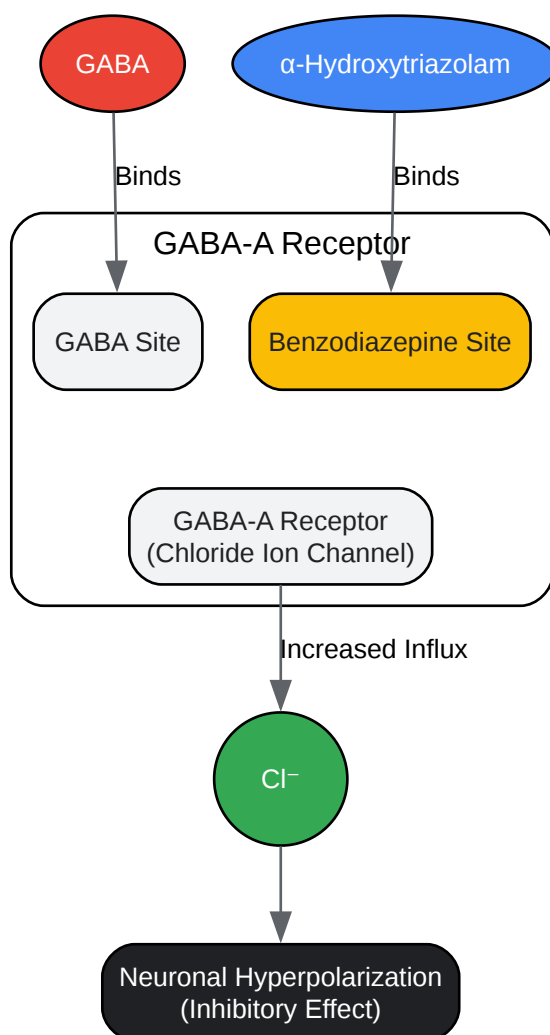 GABA
α-Hydroxytriazolam
Binds
Binds
GABA-A Receptor
GABA Site
Benzodiazepine Site
GABA-A Receptor
(Chloride Ion Channel)
Increased Influx
Cl⁻
Neuronal Hyperpolarization
(Inhibitory Effect)